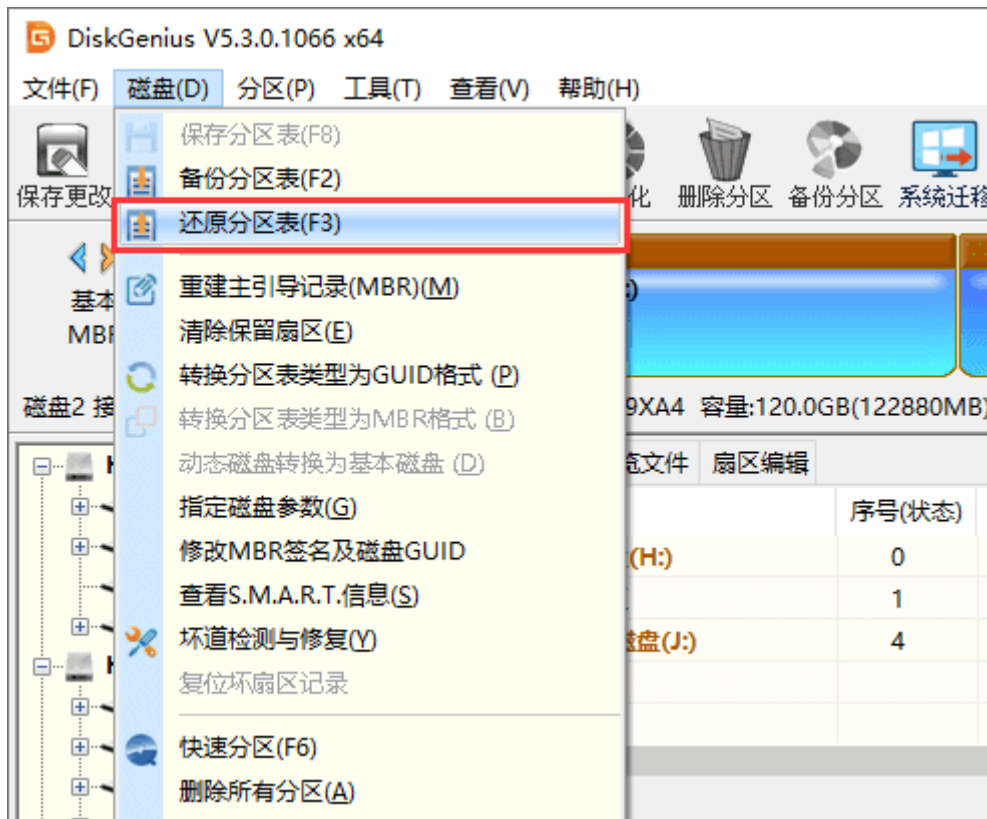 DiskGenius V5.3.0.1066 x64
文件(F) 磁盘(D) 分区(P) 工具(T) 查看(V) 帮助(H)
保存更改
化 删除分区 备份分区 系统迁移
保存分区表(F8)
备份分区表(F2)
还原分区表(F3)
重建主引导记录(MBR)(M)
清除保留扇区(E)
转换分区表类型为GUID格式 (P)
转换分区表类型为MBR格式 (B)
动态磁盘转换为基本磁盘 (D)
指定磁盘参数(G)
修改MBR签名及磁盘GUID
查看S.M.A.R.T.信息(S)
坏道检测与修复(Y)
复位坏扇区记录
快速分区(F6)
删除所有分区(A)
基本
MBR
:)
磁盘2 接
9XA4 容量:120.0GB(122880MB)
览文件 扇区编辑
序号(状态)
(H:) 0
1
磁盘(J:) 4